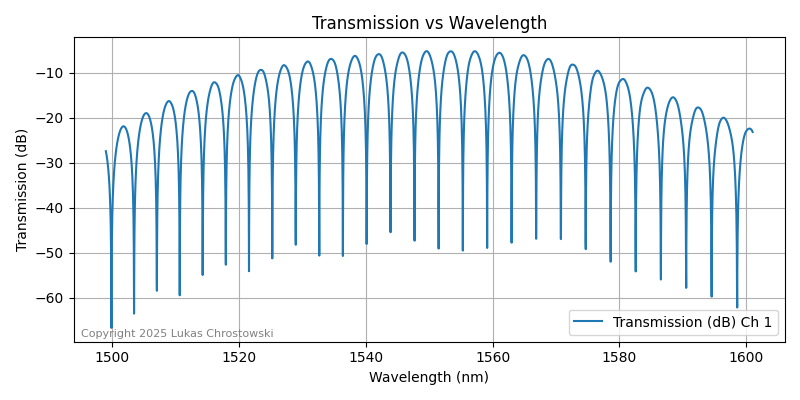 Transmission vs Wavelength
Transmission (dB)
−10
−20
−30
−40
−50
−60
Copyright 2025 Lukas Chrostowski
Transmission (dB) Ch 1
1500 1520 1540 1560 1580 1600
Wavelength (nm)